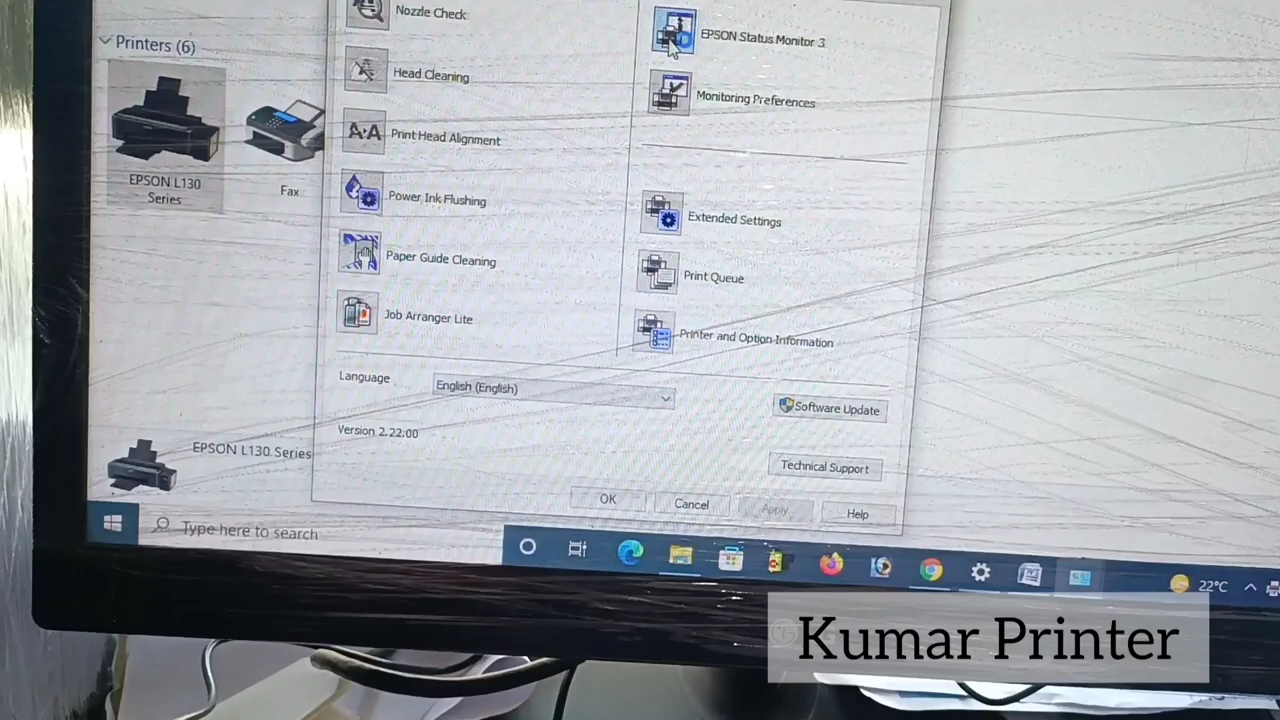 Nozzle Check
EPSON Status Monitor 3
Printers (6)
Head Cleaning
Monitoring Preferences
A-A Print Head Alignment
EPSON L130
Series
Fax
Power Ink Flushing
Extended Settings
Paper Guide Cleaning
Print Queue
Job Arranger Lite
Printer and Option Information
Language
English (English)
Software Update
Version 2.22.00
EPSON L130 Series
Technical Support
OK
Cancel
Apply
Help
Type here to search
22°C
Kumar Printer